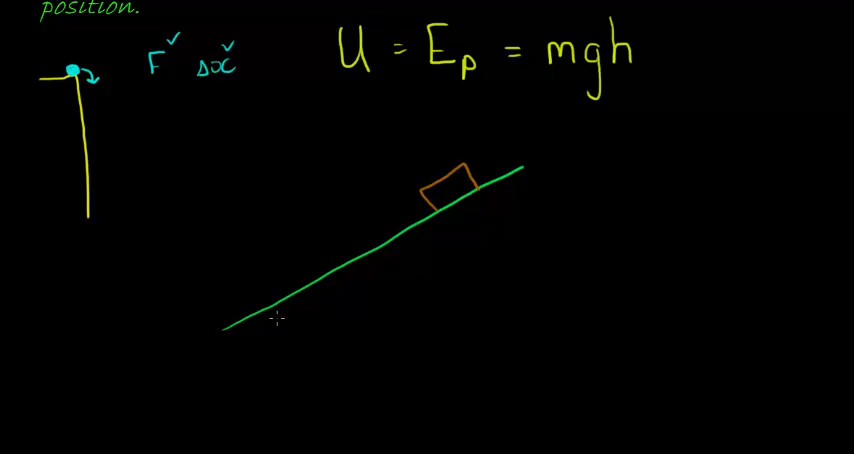 position.
F Δx
U = Ep = mgh